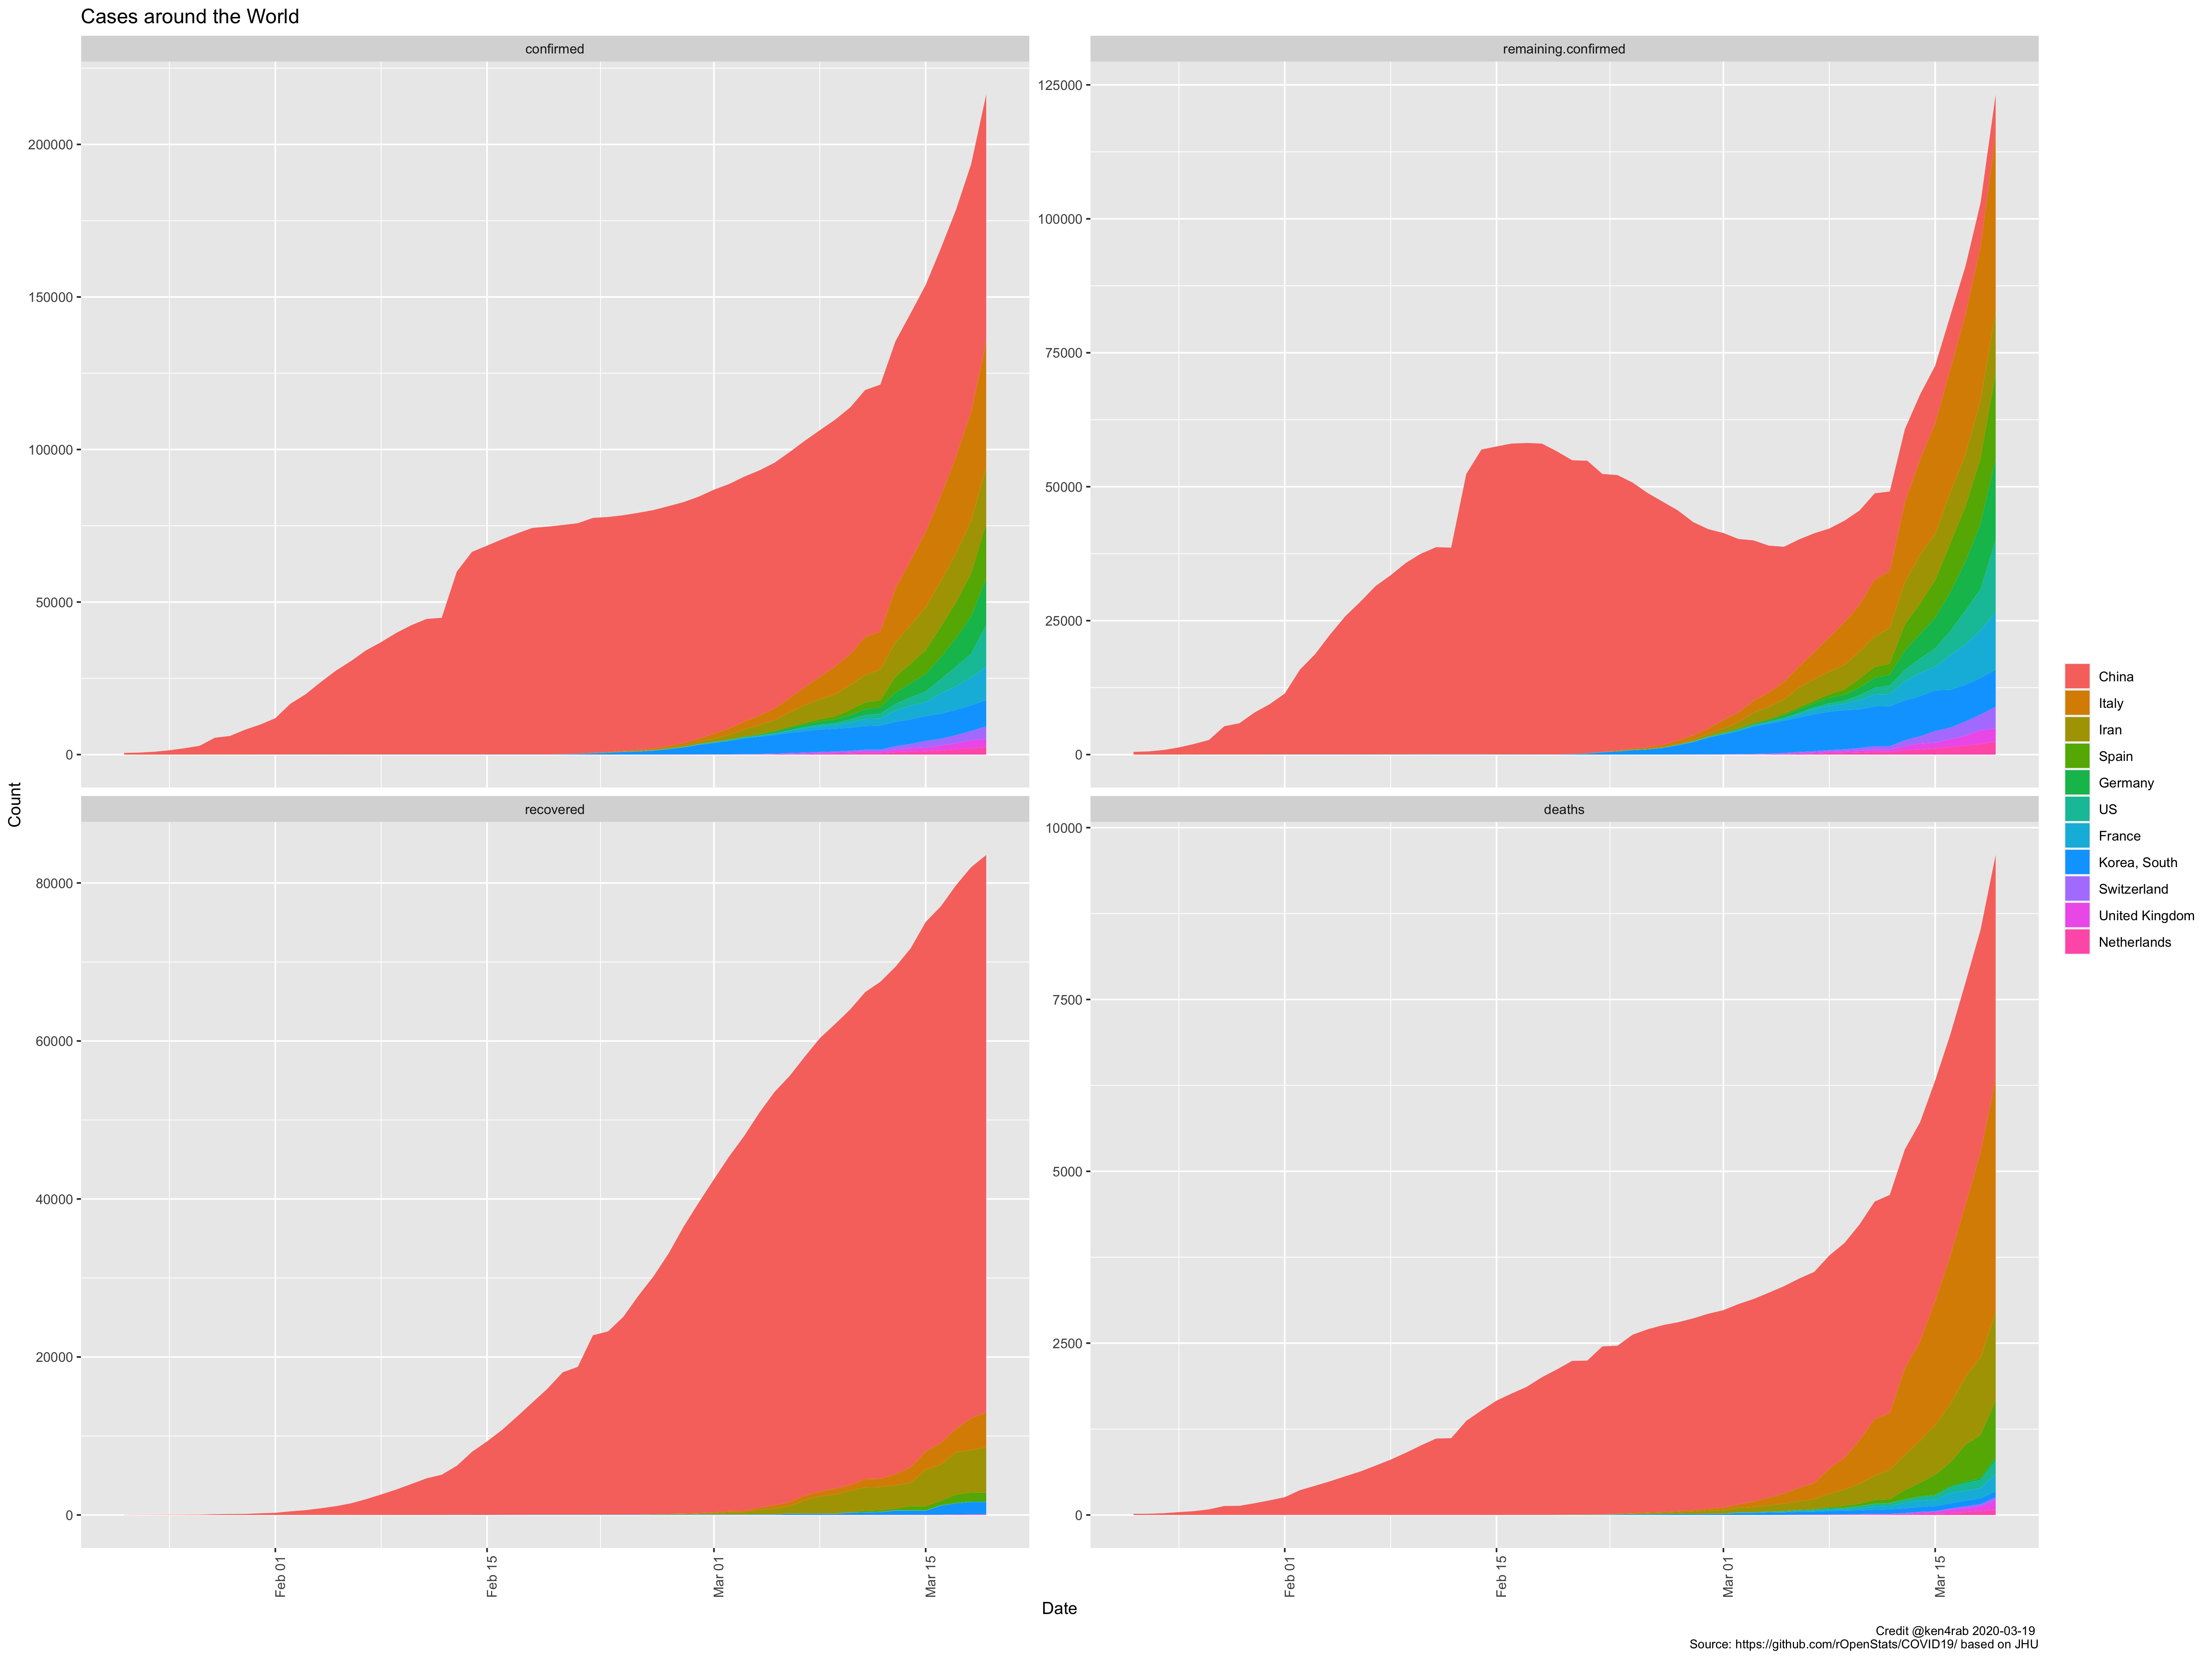 Cases around the World
confirmed
remaining.confirmed
200000
150000
100000
50000
0
125000
100000
75000
50000
25000
0
Count
recovered
deaths
80000
60000
40000
20000
0
10000
7500
5000
2500
0
Feb 01
Feb 15
Mar 01
Mar 15
Feb 01
Feb 15
Mar 01
Mar 15
Date
China
Italy
Iran
Spain
Germany
US
France
Korea, South
Switzerland
United Kingdom
Netherlands
Credit @ken4rab 2020-03-19
Source: https://github.com/rOpenStats/COVID19/ based on JHU